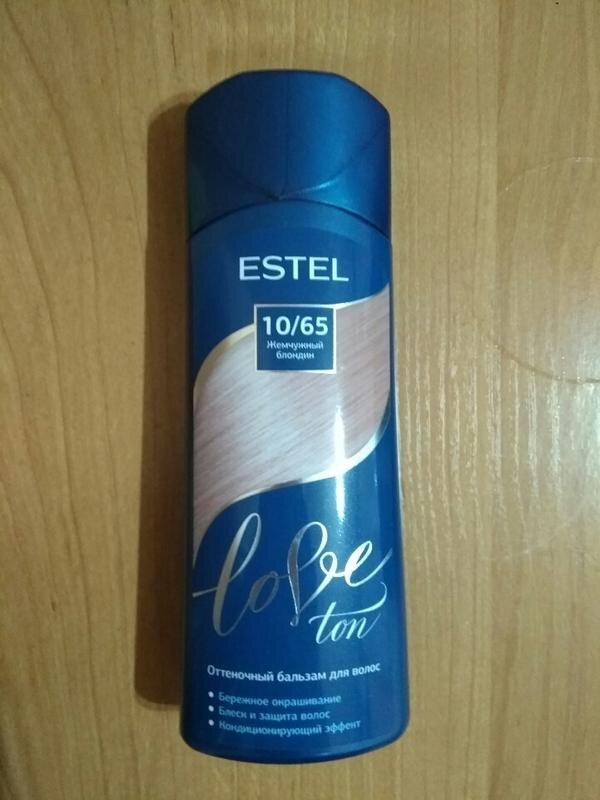 ESTEL
10/65
Жемчужный
блондин
love
ton
Оттеночный бальзам для волос
• Бережное окрашивание
• Блеск и защита волос
• Кондиционирующий эффект